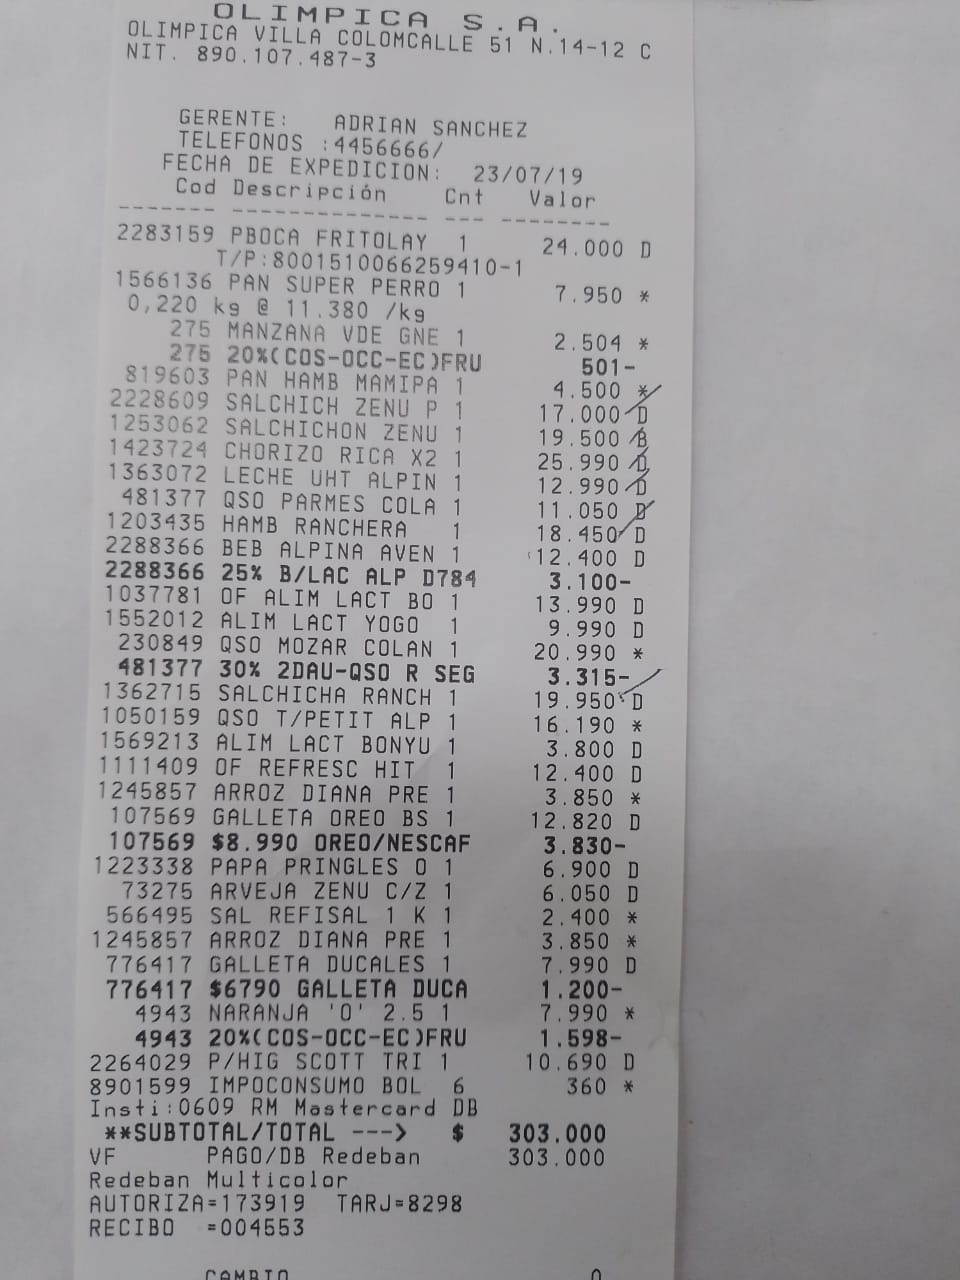 OLIMPICA S.A.
OLIMPICA VILLA COLOMCALLE 51 N.14-12 C
NIT. 890.107.487-3
GERENTE: ADRIAN SANCHEZ
TELEFONOS :4456666/
FECHA DE EXPEDICION: 23/07/19
Cod Descripción Cnt Valor
------- ------------- --- --------
2283159 PBOCA FRITOLAY 1 24.000 D
T/P:8001510066259410-1
1566136 PAN SUPER PERRO 1 7.950 *
0,220 kg @ 11.380 /kg
275 MANZANA VDE GNE 1 2.504 *
275 20%(COS-OCC-EC)FRU 501-
819603 PAN HAMB MAMIPA 1 4.500 *
2228609 SALCHICH ZENU P 1 17.000 D
1253062 SALCHICHON ZENU 1 19.500 B
1423724 CHORIZO RICA X2 1 25.990 D
1363072 LECHE UHT ALPIN 1 12.990 D
481377 QSO PARMES COLA 1 11.050 D
1203435 HAMB RANCHERA 1 18.450 D
2288366 BEB ALPINA AVEN 1 12.400 D
2288366 25% B/LAC ALP D784 3.100-
1037781 OF ALIM LACT BO 1 13.990 D
1552012 ALIM LACT YOGO 1 9.990 D
230849 QSO MOZAR COLAN 1 20.990 *
481377 30% 2DAU-QSO R SEG 3.315-
1362715 SALCHICHA RANCH 1 19.950 D
1050159 QSO T/PETIT ALP 1 16.190 *
1569213 ALIM LACT BONYU 1 3.800 D
1111409 OF REFRESC HIT 1 12.400 D
1245857 ARROZ DIANA PRE 1 3.850 *
107569 GALLETA OREO BS 1 12.820 D
107569 $8.990 OREO/NESCAF 3.830-
1223338 PAPA PRINGLES O 1 6.900 D
73275 ARVEJA ZENU C/Z 1 6.050 D
566495 SAL REFISAL 1 K 1 2.400 *
1245857 ARROZ DIANA PRE 1 3.850 *
776417 GALLETA DUCALES 1 7.990 D
776417 $6790 GALLETA DUCA 1.200-
4943 NARANJA 'O' 2.5 1 7.990 *
4943 20%(COS-OCC-EC)FRU 1.598-
2264029 P/HIG SCOTT TRI 1 10.690 D
8901599 IMPOCONSUMO BOL 6 360 *
Insti:0609 RM Mastercard DB
**SUBTOTAL/TOTAL ---> $ 303.000
VF PAGO/DB Redeban 303.000
Redeban Multicolor
AUTORIZA=173919 TARJ=8298
RECIBO =004553
CAMBIO 0